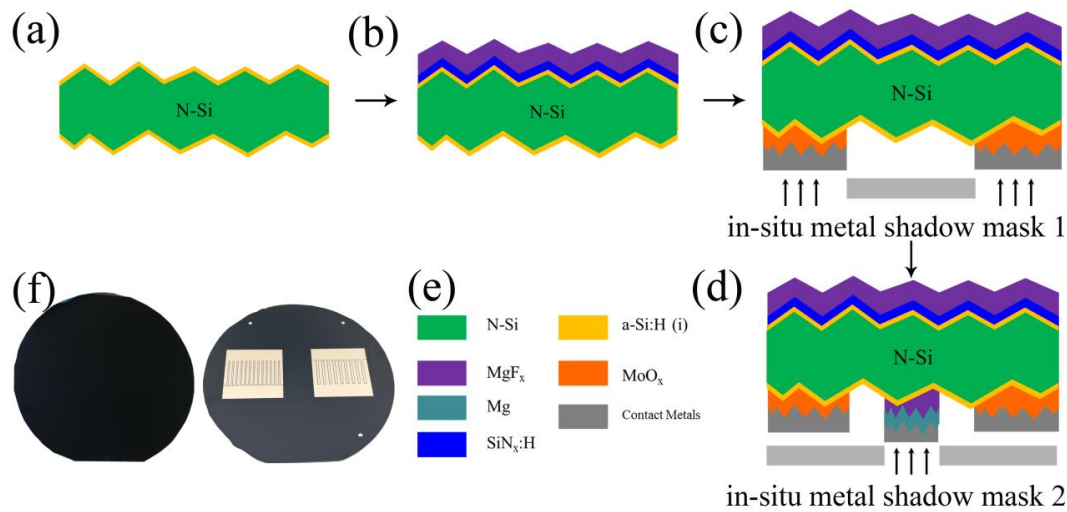 (a)
N-Si
(b)
N-Si
(c)
N-Si
in-situ metal shadow mask 1
(d)
N-Si
in-situ metal shadow mask 2
(f)
(e)
N-Si
a-Si:H (i)
MgFₓ
MoOₓ
Mg
Contact Metals
SiNₓ:H